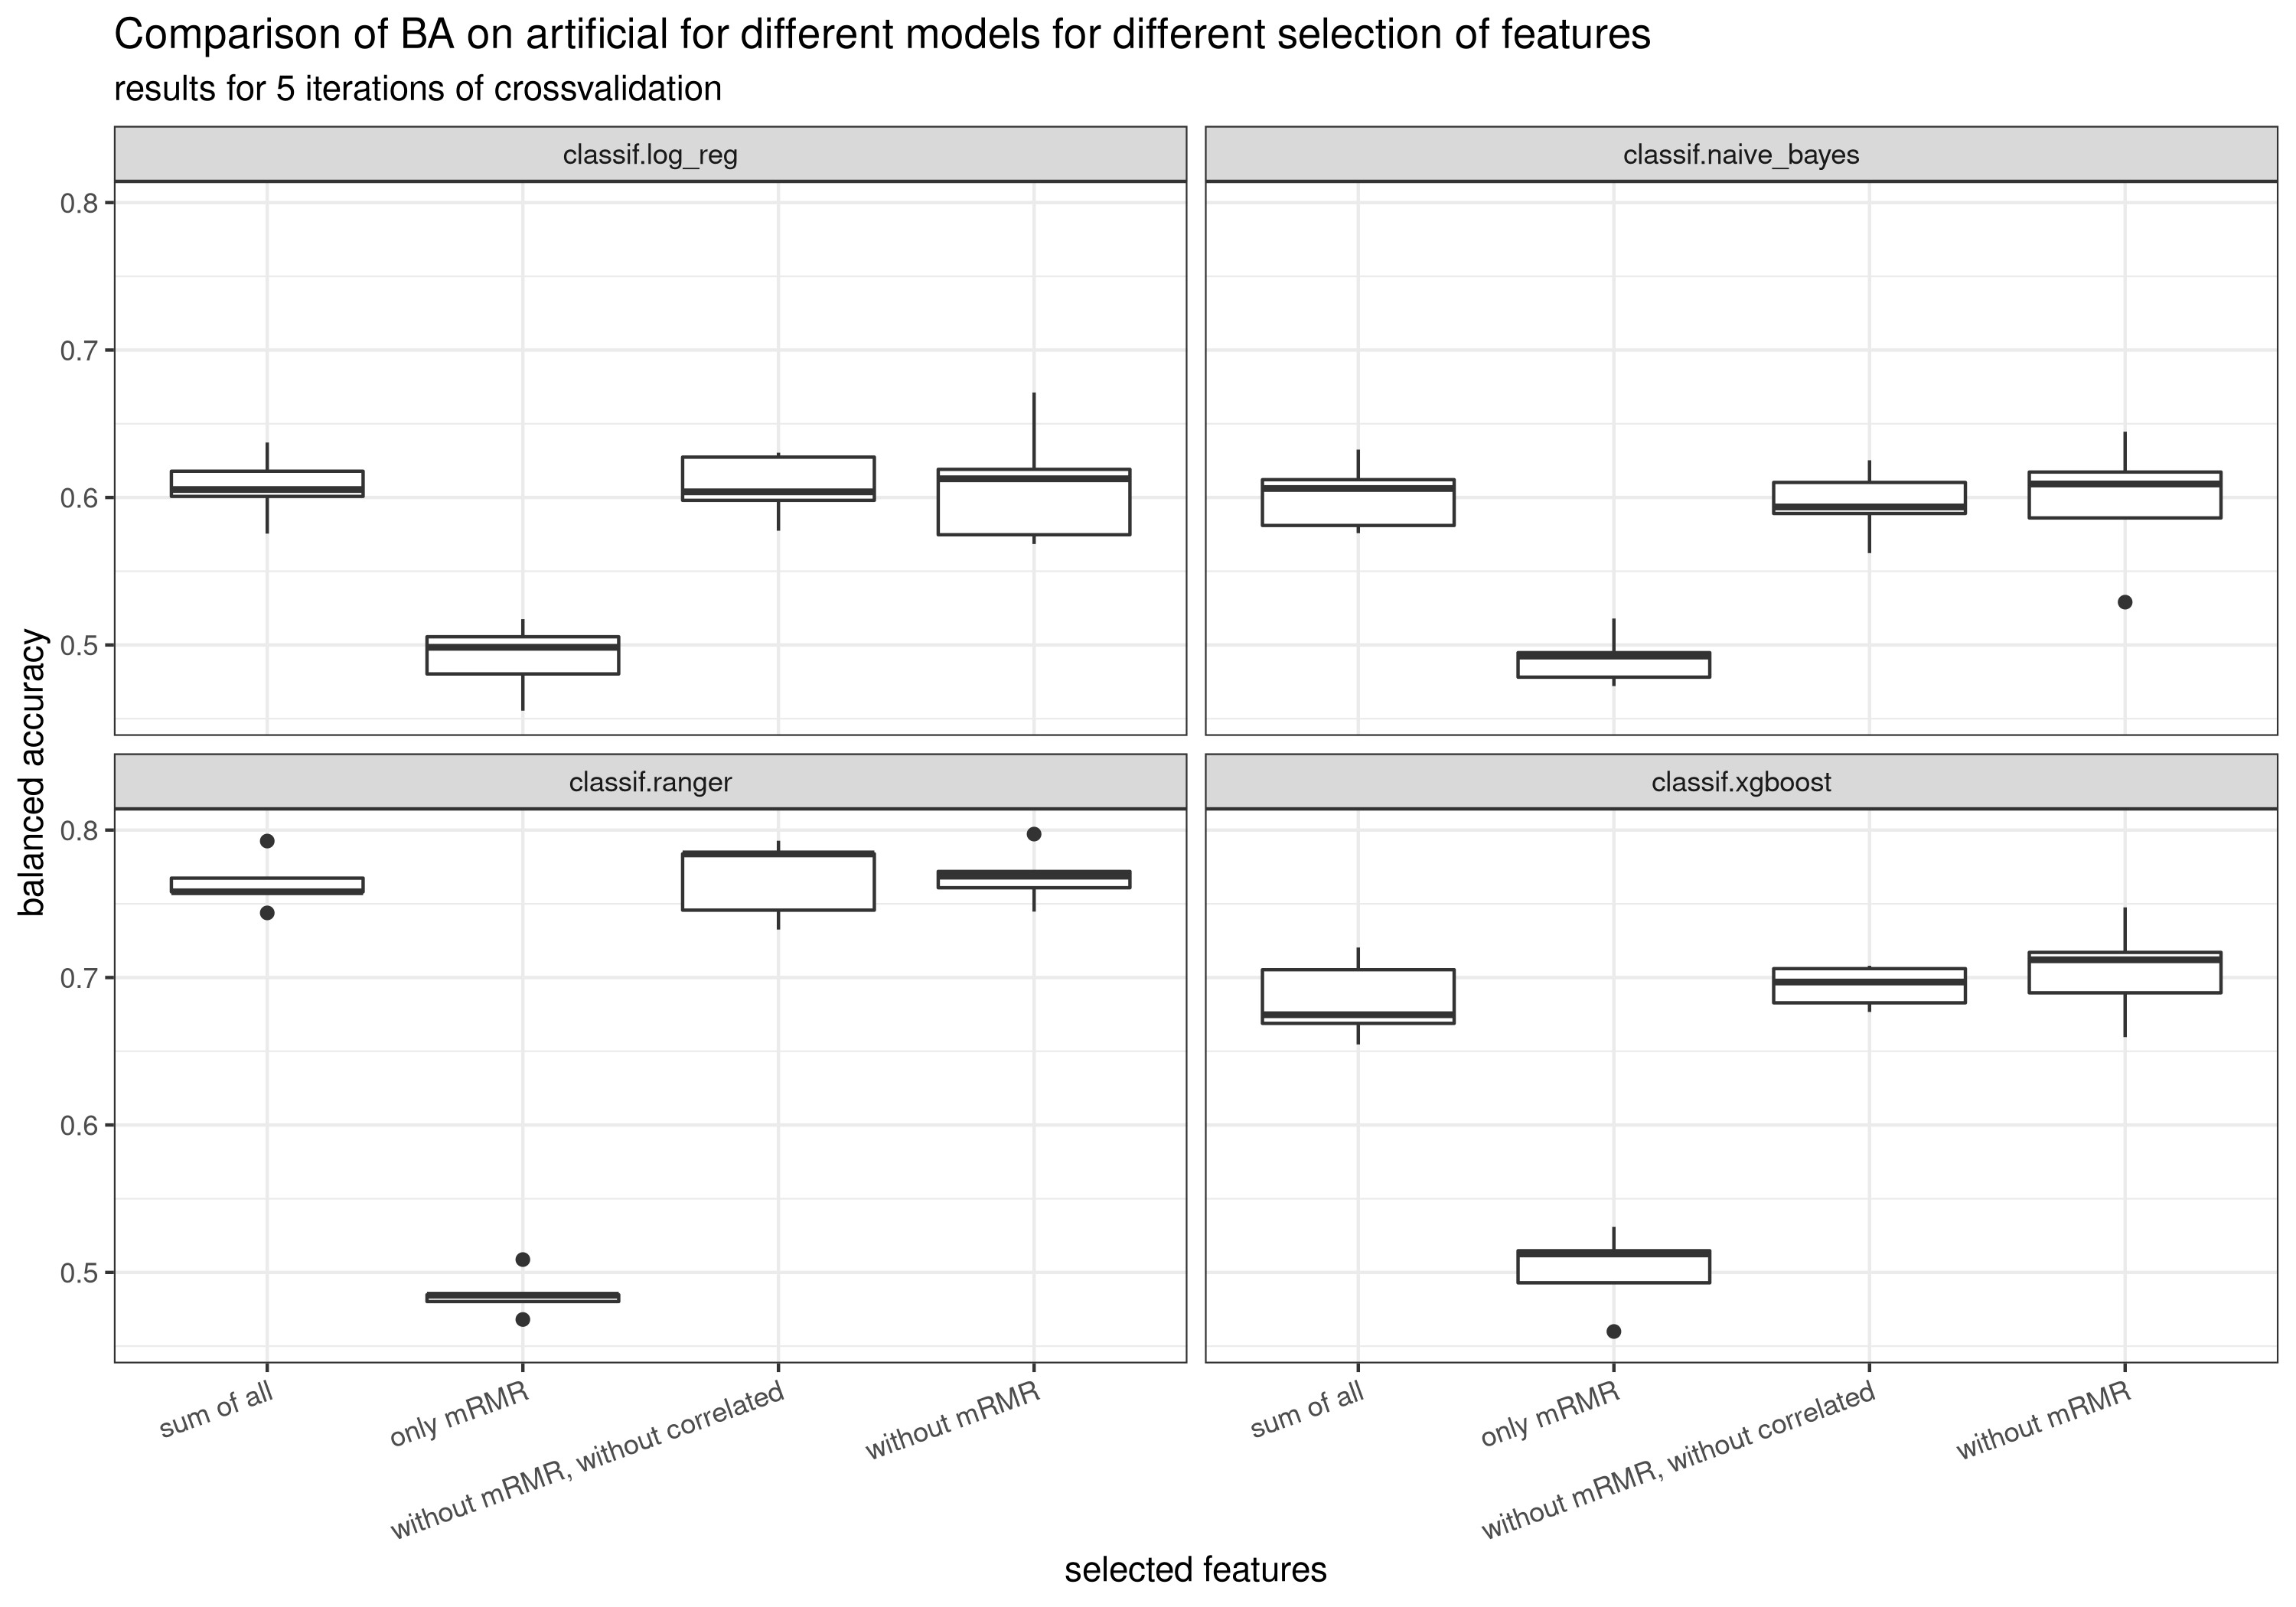 Comparison of BA on artificial for different models for different selection of features
results for 5 iterations of crossvalidation
classif.log_reg
classif.naive_bayes
0.8
0.7
0.6
0.5
balanced accuracy
classif.ranger
classif.xgboost
0.8
0.7
0.6
0.5
sum of all
only mRMR
without mRMR, without correlated
without mRMR
sum of all
only mRMR
without mRMR, without correlated
without mRMR
selected features